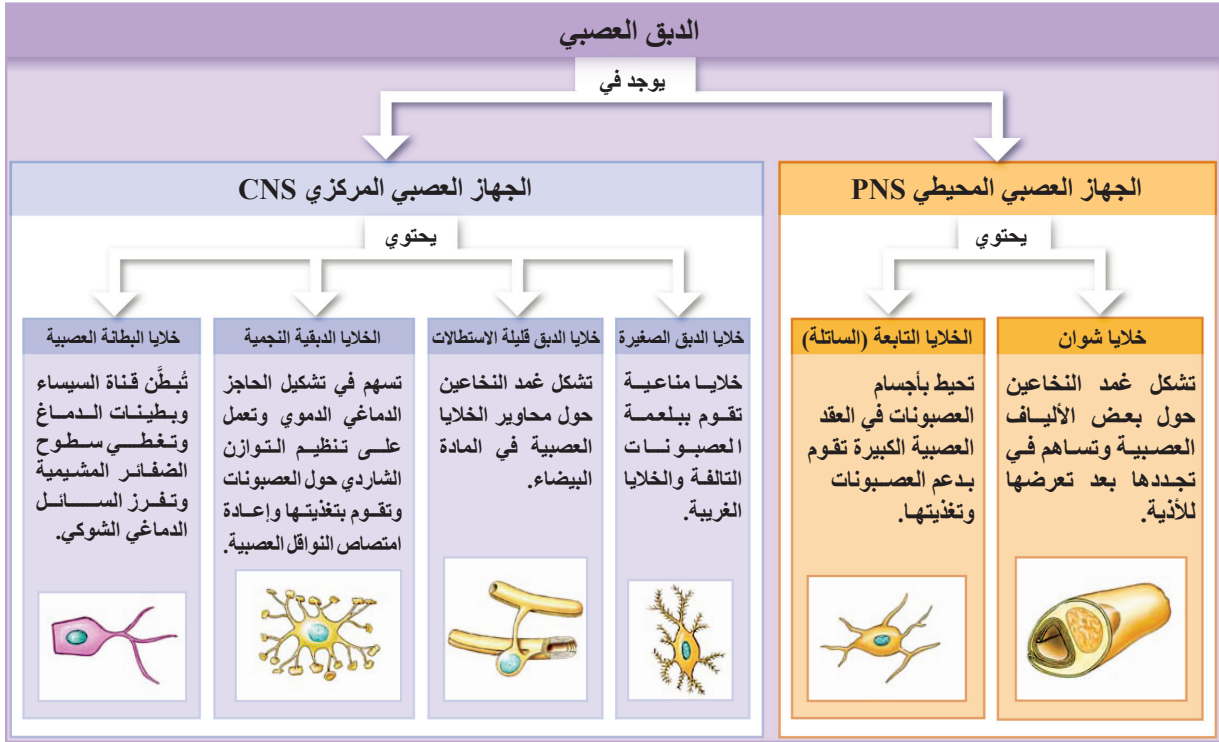 الدبق العصبي
يوجد في
الجهاز العصبي المحيطي PNS
يحتوي
خلايا شوان
تشكل غمد النخاعين
حول بعض الألياف
العصبية وتساهم في
تجددها بعد تعرضها
للأذية.
الخلايا التابعة (الساتلة)
تحيط بأجسام
العصبونات في العقد
العصبية الكبيرة تقوم
بدعم العصبونات
وتغذيتها.
الجهاز العصبي المركزي CNS
يحتوي
خلايا الدبق الصغيرة
خلايا مناعية
تقوم ببلعمة
العصبونات
التالفة والخلايا
الغريبة.
خلايا الدبق قليلة الاستطالات
تشكل غمد النخاعين
حول محاوير الخلايا
العصبية في المادة
البيضاء.
الخلايا الدبقية النجمية
تسهم في تشكيل الحاجز
الدماغي الدموي وتعمل
على تنظيم التوازن
الشاردي حول العصبونات
وتقوم بتغذيتها وإعادة
امتصاص النواقل العصبية.
خلايا البطانة العصبية
تُبطَّن قناة السيساء
وبطينات الدماغ
وتغطي سطوح
الضفائر المشيمية
وتفرز السائل
الدماغي الشوكي.